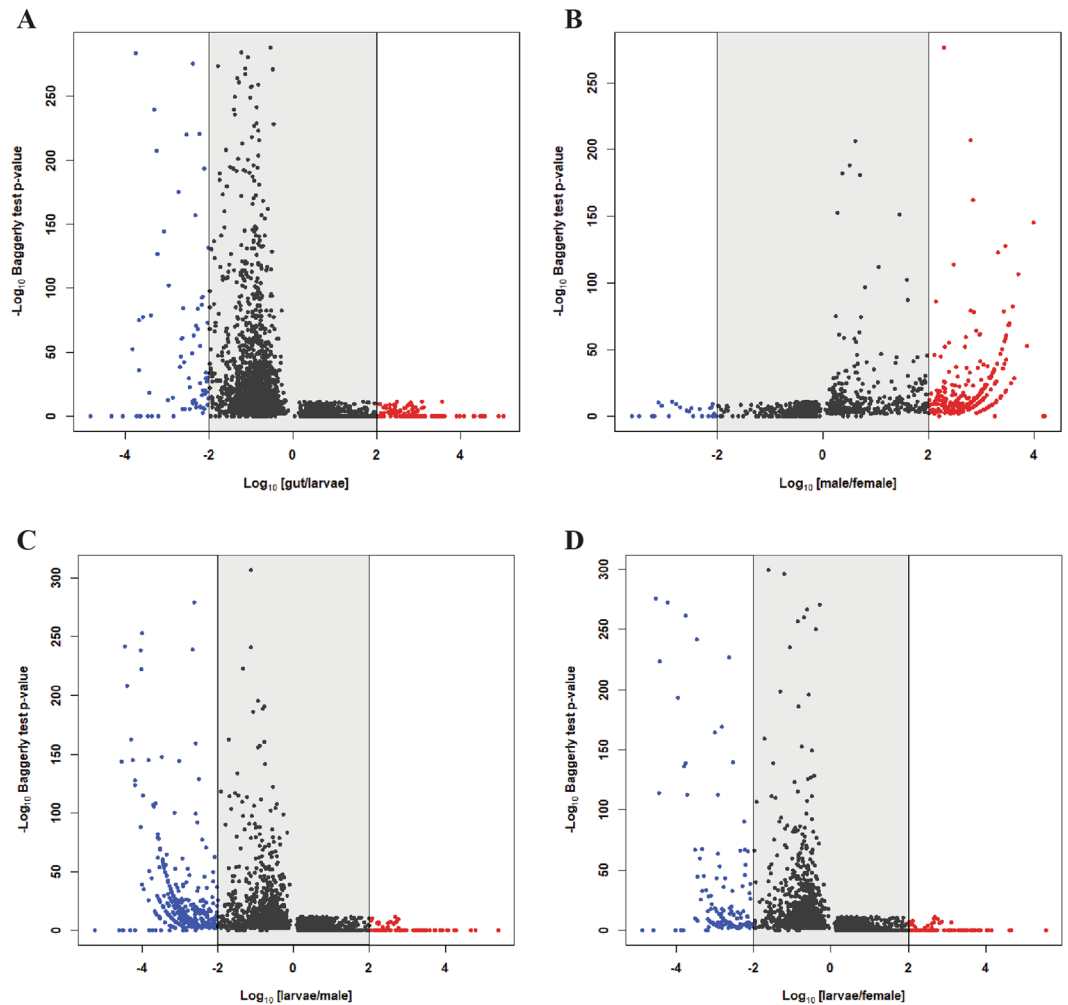 A
-Log10 Baggerly test p-value
250
200
150
100
50
0
-4 -2 0 2 4
Log10 [gut/larvae]
B
-Log10 Baggerly test p-value
250
200
150
100
50
0
-2 0 2 4
Log10 [male/female]
C
-Log10 Baggerly test p-value
300
250
200
150
100
50
0
-4 -2 0 2 4
Log10 [larvae/male]
D
-Log10 Baggerly test p-value
300
250
200
150
100
50
0
-4 -2 0 2 4
Log10 [larvae/female]